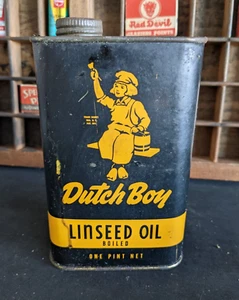 Red Devil
Dutch Boy
LINSEED OIL
BOILED
ONE PINT NET